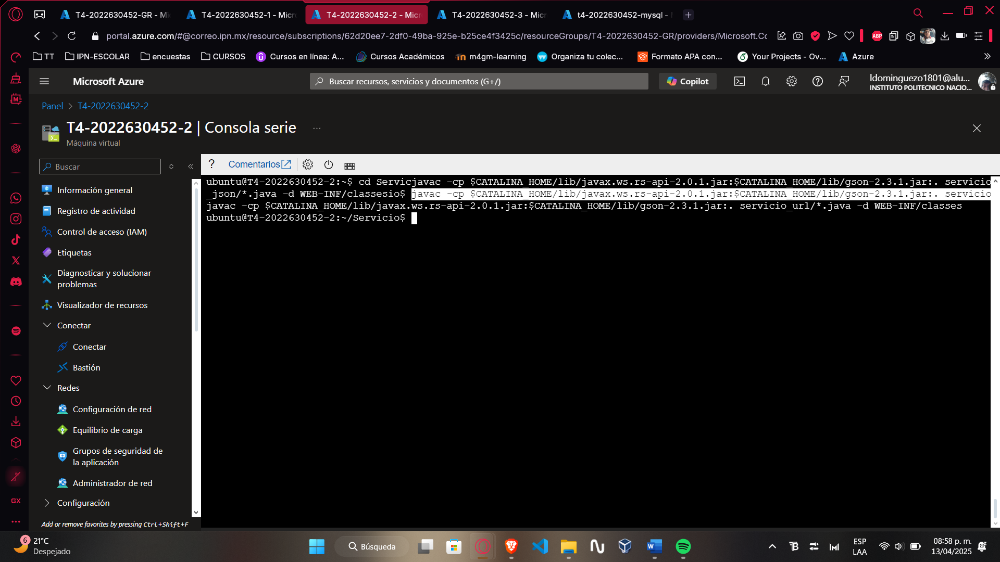 T4-2022630452-GR - Mi
T4-2022630452-1 - Micr
T4-2022630452-2 - Micr
T4-2022630452-3 - Micr
t4-2022630452-mysql -
portal.azure.com/#@correo.ipn.mx/resource/subscriptions/62d20ee7-2df0-49ba-925e-b25ce4f3425c/resourceGroups/T4-2022630452-GR/providers/Microsoft.Cc
ABP
TT
IPN-ESCOLAR
encuestas
CURSOS
Cursos en línea: A...
Cursos Académicos
m4gm-learning
Organiza tu colec...
Formato APA con...
Your Projects - Ov...
Azure
Microsoft Azure
Buscar recursos, servicios y documentos (G+/)
Copilot
ldominguezo1801@alu...
INSTITUTO POLITECNICO NACIO...
Panel > T4-2022630452-2
T4-2022630452-2 | Consola serie ...
Máquina virtual
Buscar
? Comentarios
Información general
Registro de actividad
Control de acceso (IAM)
Etiquetas
Diagnosticar y solucionar
problemas
Visualizador de recursos
Conectar
Conectar
Bastión
Redes
Configuración de red
Equilibrio de carga
Grupos de seguridad de
la aplicación
Administrador de red
Configuración
Add or remove favorites by pressing Ctrl+Shift+F
ubuntu@T4-2022630452-2:~$ cd Servicjavac -cp $CATALINA_HOME/lib/javax.ws.rs-api-2.0.1.jar:$CATALINA_HOME/lib/gson-2.3.1.jar:. servicio
_json/*.java -d WEB-INF/classesio$ javac -cp $CATALINA_HOME/lib/javax.ws.rs-api-2.0.1.jar:$CATALINA_HOME/lib/gson-2.3.1.jar:. servicio
javac -cp $CATALINA_HOME/lib/javax.ws.rs-api-2.0.1.jar:$CATALINA_HOME/lib/gson-2.3.1.jar:. servicio_url/*.java -d WEB-INF/classes
ubuntu@T4-2022630452-2:~/Servicio$
GX
6
21°C
Despejado
Búsqueda
ESP
LAA
08:58 p. m.
13/04/2025